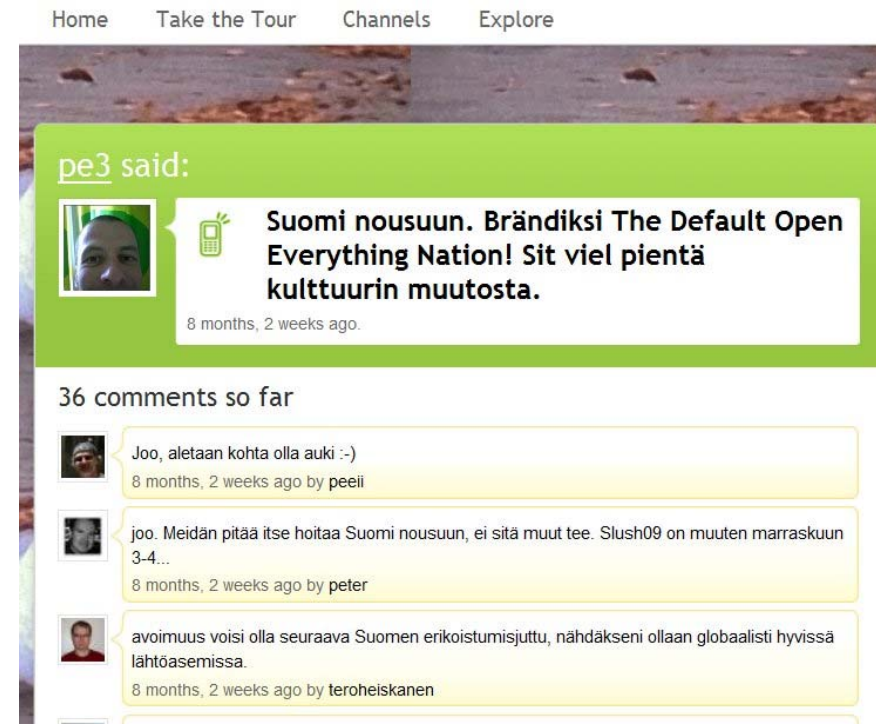 Home Take the Tour Channels Explore
pe3 said:
Suomi nousuun. Brändiksi The Default Open
Everything Nation! Sit viel pientä
kulttuurin muutosta.
8 months, 2 weeks ago.
36 comments so far
Joo, aletaan kohta olla auki :-)
8 months, 2 weeks ago by peeii
joo. Meidän pitää itse hoitaa Suomi nousuun, ei sitä muut tee. Slush09 on muuten marraskuun
3-4...
8 months, 2 weeks ago by peter
avoimuus voisi olla seuraava Suomen erikoistumisjuttu, nähdäkseni ollaan globaalisti hyvissä
lähtöasemissa.
8 months, 2 weeks ago by teroheiskanen